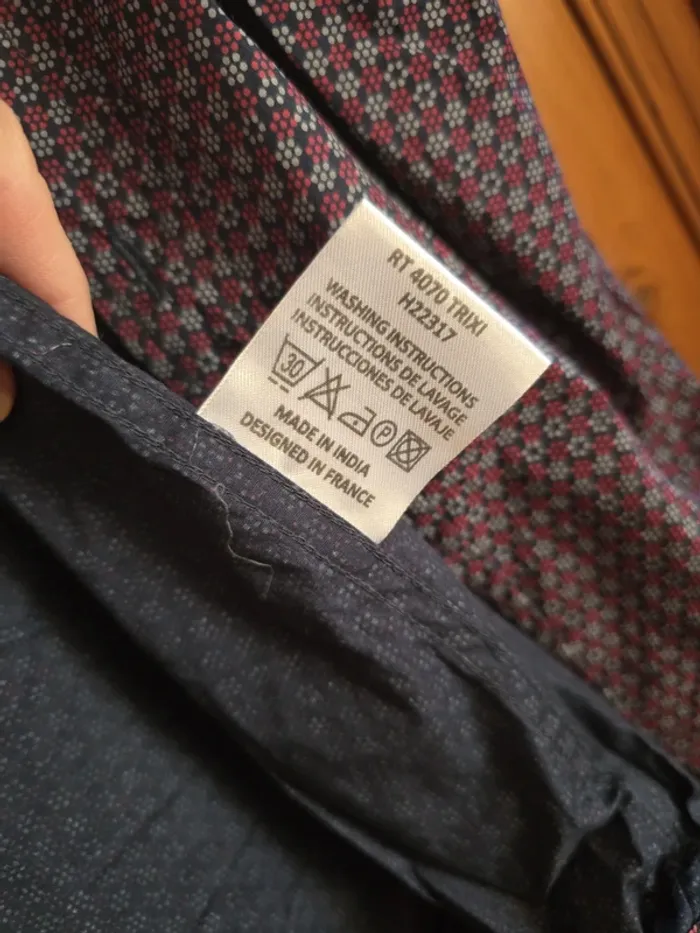 RT 4070 TRIXI
H22317
WASHING INSTRUCTIONS
INSTRUCTIONS DE LAVAGE
INSTRUCCIONES DE LAVAJE
30 P
MADE IN INDIA
DESIGNED IN FRANCE